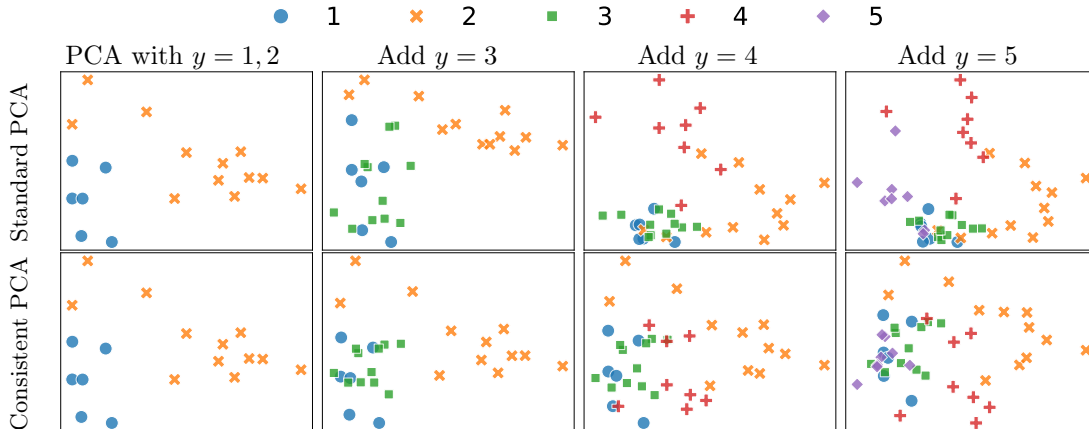 1 2 3 4 5
PCA with y = 1, 2 Add y = 3 Add y = 4 Add y = 5
Standard PCA
Consistent PCA